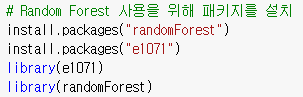 # Random Forest 사용을 위해 패키지를 설치
install.packages("randomForest")
install.packages("e1071")
library(e1071)
library(randomForest)